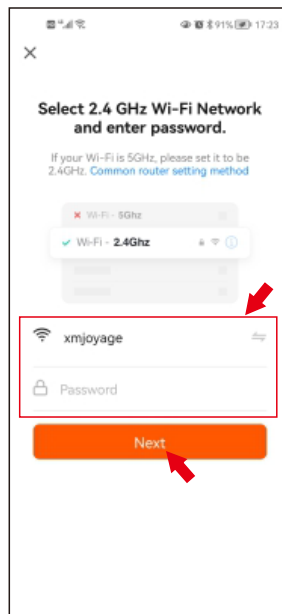 91% 17:23
Select 2.4 GHz Wi-Fi Network
and enter password.
If your Wi-Fi is 5GHz, please set it to be
2.4GHz. Common router setting method
Wi-Fi - 5Ghz
Wi-Fi - 2.4Ghz
xmjoyage
Password
Next